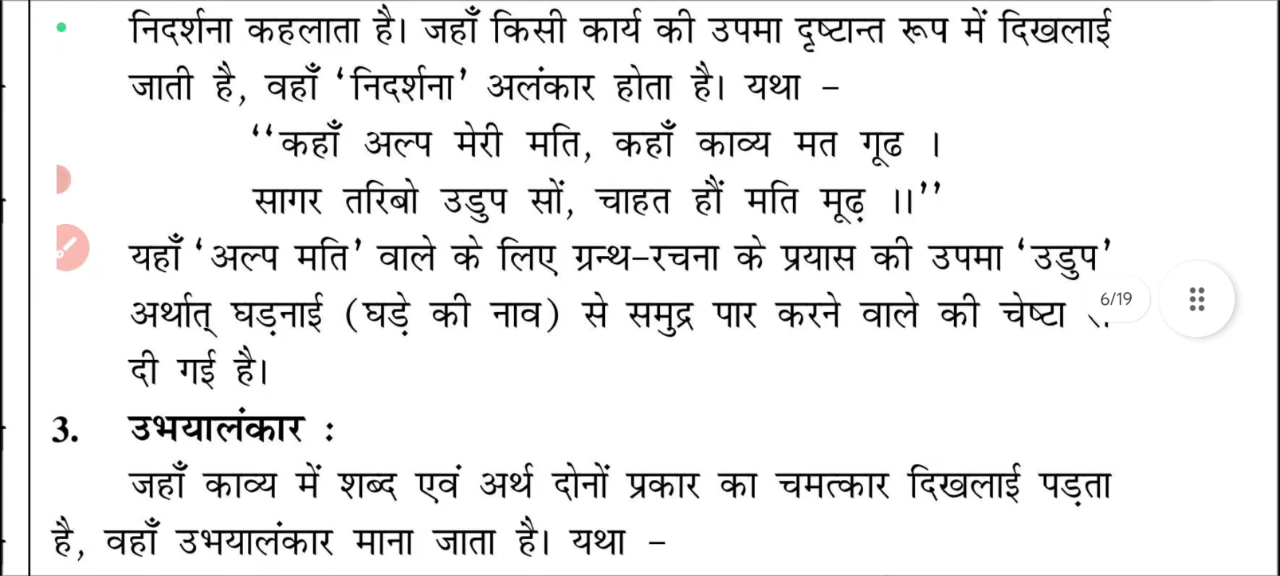 निदर्शना कहलाता है। जहाँ किसी कार्य की उपमा दृष्टान्त रूप में दिखलाई
जाती है, वहाँ ‘निदर्शना’ अलंकार होता है। यथा –
‘‘कहाँ अल्प मेरी मति, कहाँ काव्य मत गूढ ।
सागर तरिबो उडुप सों, चाहत हौं मति मूढ़ ।।’’
यहाँ ‘अल्प मति’ वाले के लिए ग्रन्थ-रचना के प्रयास की उपमा ‘उडुप’
अर्थात् घड़नाई (घड़े की नाव) से समुद्र पार करने वाले की चेष्टा
6/19
दी गई है।
3. उभयालंकार :
जहाँ काव्य में शब्द एवं अर्थ दोनों प्रकार का चमत्कार दिखलाई पड़ता
है, वहाँ उभयालंकार माना जाता है। यथा –